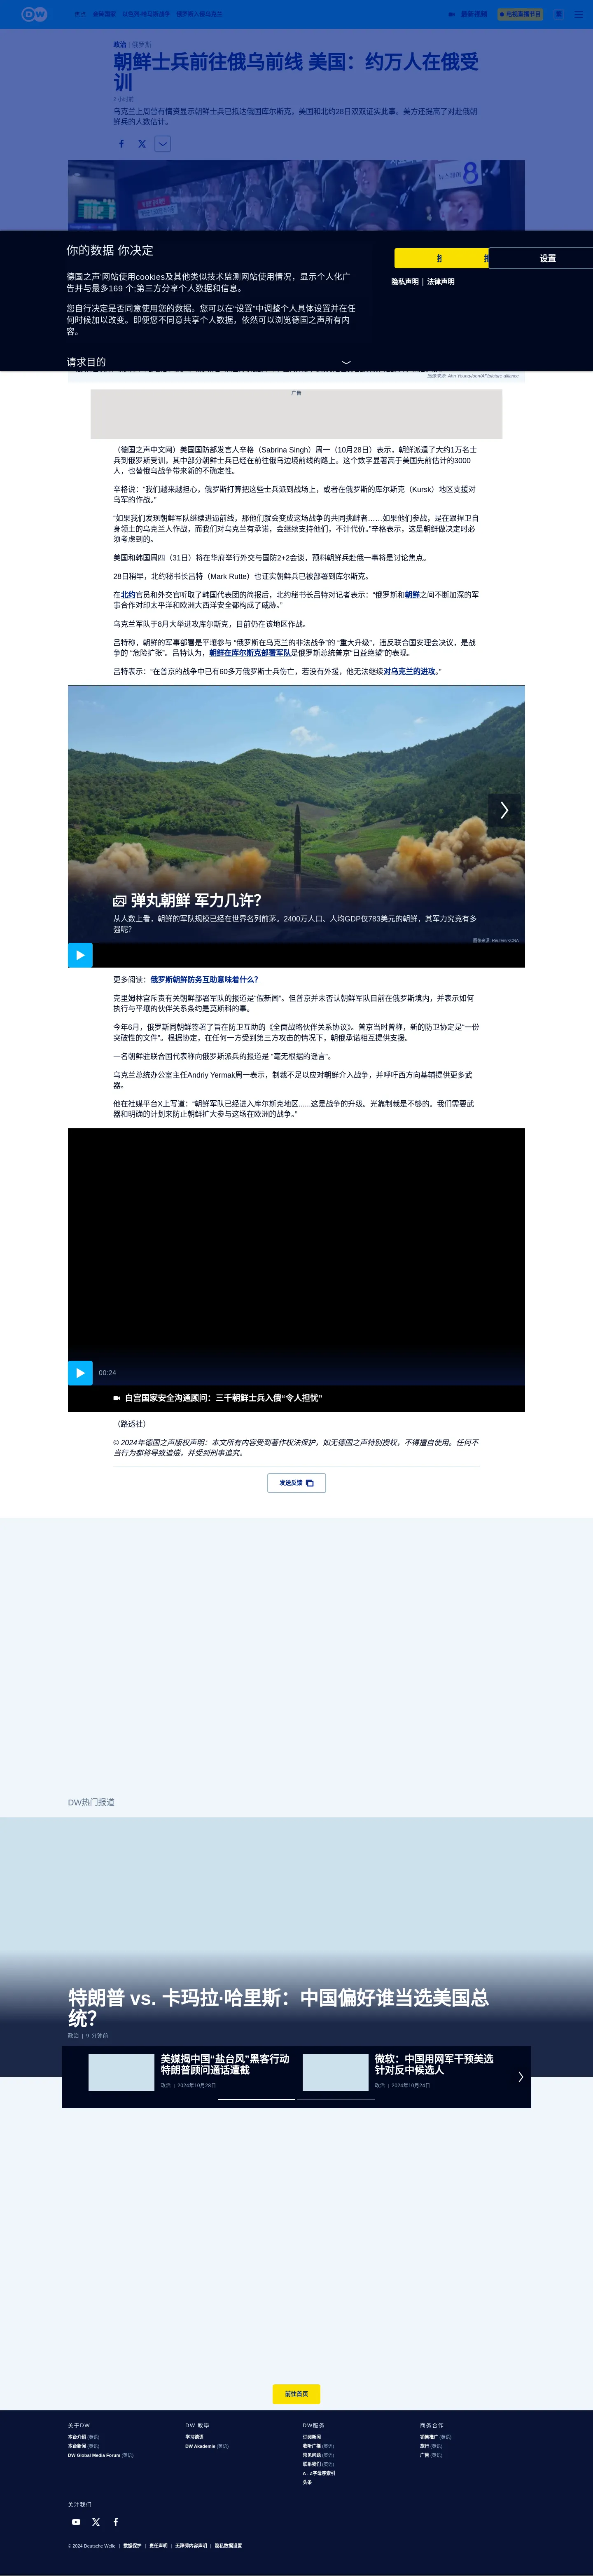 DW
最新视频
电视直播节目
繁
政治 | 俄罗斯
朝鲜士兵前往俄乌前线 美国：约万人在俄受
训
2 小时前
乌克兰上周曾有情资显示朝鲜士兵已抵达俄国库尔斯克，美国和北约28日双双证实此事、美方还提高了对赴俄朝
鲜兵的人数估计。
你的数据 你决定
德国之声'网站使用cookies及其他类似技术监测网站使用情况，显示个人化广
告并与最多169 个;第三方分享个人数据和信息。
您自行决定是否同意使用您的数据。您可以在“设置”中调整个人具体设置并在任
何时候加以改变。即便您不同意共享个人数据，依然可以浏览德国之声所有内
容。
请求目的
设置
隐私声明 | 法律声明
图像来源: Ahn Young-joon/AP/picture alliance
广告
（德国之声中文网）美国国防部发言人辛格（Sabrina Singh）周一（10月28日）表示，朝鲜派遣了大约1万名士
兵到俄罗斯受训，其中部分朝鲜士兵已经在前往俄乌边境前线的路上。这个数字显著高于美国先前估计的3000
人，也替俄乌战争带来新的不确定性。
辛格说：“我们越来越担心，俄罗斯打算把这些士兵派到战场上，或者在俄罗斯的库尔斯克（Kursk）地区支援对
乌军的作战。”
“如果我们发现朝鲜军队继续进逼前线，那他们就会变成这场战争的共同挑衅者……如果他们参战，是在跟捍卫自
身领土的乌克兰人作战，而我们对乌克兰有承诺，会继续支持他们，不计代价。”辛格表示，这是朝鲜做决定时必
须考虑到的。
美国和韩国周四（31日）将在华府举行外交与国防2+2会谈，预料朝鲜兵赴俄一事将是讨论焦点。
28日稍早，北约秘书长吕特（Mark Rutte）也证实朝鲜兵已被部署到库尔斯克。
在北约官员和外交官听取了韩国代表团的简报后，北约秘书长吕特对记者表示：“俄罗斯和朝鲜之间不断加深的军
事合作对印太平洋和欧洲大西洋安全都构成了威胁。”
乌克兰军队于8月大举进攻库尔斯克，目前仍在该地区作战。
吕特称，朝鲜的军事部署是平壤参与 “俄罗斯在乌克兰的非法战争”的 “重大升级”，违反联合国安理会决议，是战
争的 “危险扩张”。吕特认为，朝鲜在库尔斯克部署军队是俄罗斯总统普京“日益绝望”的表现。
吕特表示：“在普京的战争中已有60多万俄罗斯士兵伤亡，若没有外援，他无法继续对乌克兰的进攻。”
弹丸朝鲜 军力几许？
从人数上看，朝鲜的军队规模已经在世界名列前茅。2400万人口、人均GDP仅783美元的朝鲜，其军力究竟有多
强呢？
图像来源: Reuters/KCNA
更多阅读：俄罗斯朝鲜防务互助意味着什么？
克里姆林宫斥责有关朝鲜部署军队的报道是“假新闻”。但普京并未否认朝鲜军队目前在俄罗斯境内，并表示如何
执行与平壤的伙伴关系条约是莫斯科的事。
今年6月，俄罗斯同朝鲜签署了旨在防卫互助的《全面战略伙伴关系协议》。普京当时曾称，新的防卫协定是“一份
突破性的文件”。根据协定，在任何一方受到第三方攻击的情况下，朝俄承诺相互提供支援。
一名朝鲜驻联合国代表称向俄罗斯派兵的报道是 “毫无根据的谣言”。
乌克兰总统办公室主任Andriy Yermak周一表示，制裁不足以应对朝鲜介入战争，并呼吁西方向基辅提供更多武
器。
他在社媒平台X上写道：“朝鲜军队已经进入库尔斯克地区......这是战争的升级。光靠制裁是不够的。我们需要武
器和明确的计划来防止朝鲜扩大参与这场在欧洲的战争。”
00:24
白宫国家安全沟通顾问：三千朝鲜士兵入俄“令人担忧”
（路透社）
© 2024年德国之声版权声明：本文所有内容受到著作权法保护，如无德国之声特别授权，不得擅自使用。任何不
当行为都将导致追偿，并受到刑事追究。
发送反馈
DW热门报道
特朗普 vs. 卡玛拉·哈里斯：中国偏好谁当选美国总
统？
政治 | 9 分钟前
美媒揭中国“盐台风”黑客行动
特朗普顾问通话遭截
政治 | 2024年10月28日
微软：中国用网军干预美选
针对反中候选人
政治 | 2024年10月24日
前往首页
关于DW
本台介绍 (英语)
本台新闻 (英语)
DW Global Media Forum (英语)
DW 教学
学习德语
DW Akademie (英语)
DW服务
订阅新闻
收听广播 (英语)
常见问题 (英语)
联系我们 (英语)
A - Z字母序索引
头条
商务合作
销售推广 (英语)
旅行 (英语)
广告 (英语)
关注我们
© 2024 Deutsche Welle | 数据保护 | 责任声明 | 无障碍内容声明 | 隐私数据设置